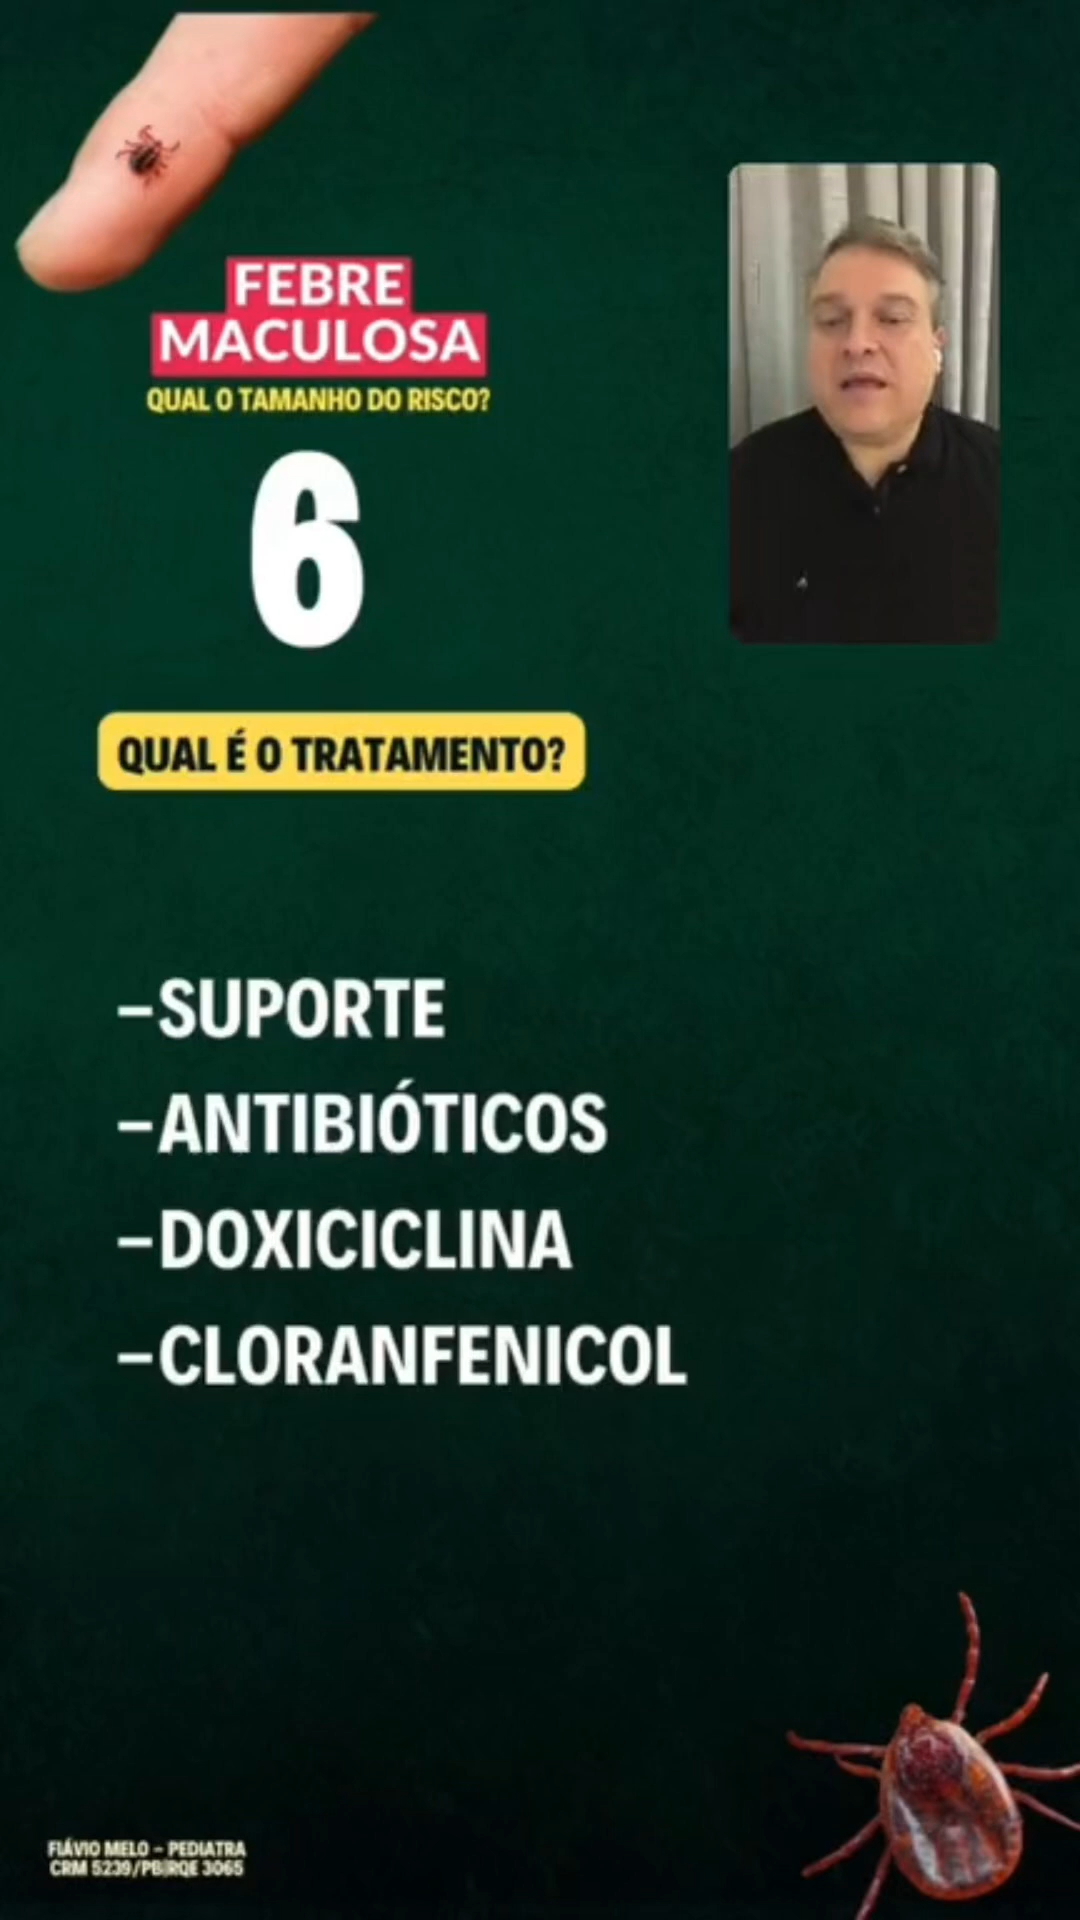 FEBRE
MACULOSA
QUAL O TAMANHO DO RISCO?
6
QUAL É O TRATAMENTO?
–SUPORTE
–ANTIBIÓTICOS
–DOXICICLINA
–CLORANFENICOL
FLÁVIO MELO – PEDIATRA
CRM 5239/PB|RQE 3065